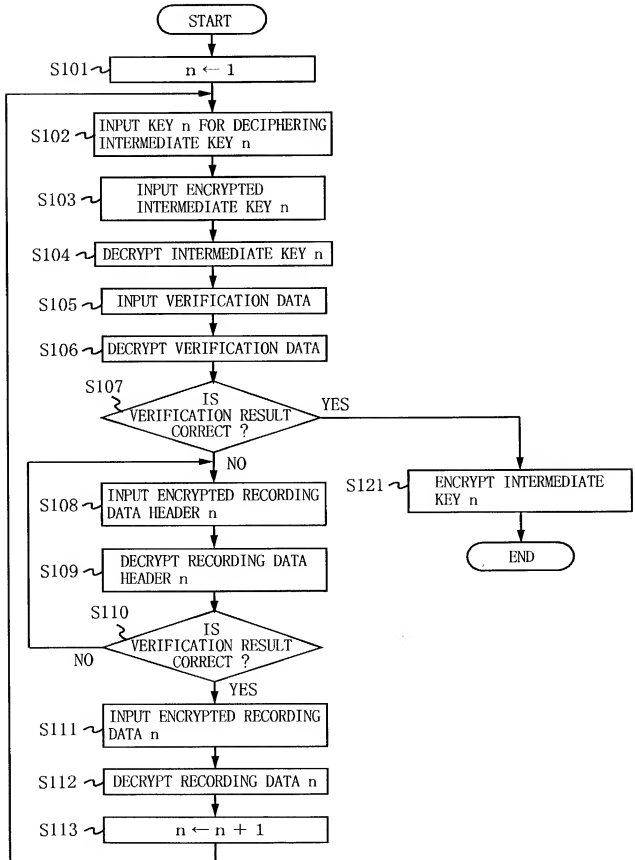 START
S101
n ← 1
S102
INPUT KEY n FOR DECIPHERING
INTERMEDIATE KEY n
S103
INPUT ENCRYPTED
INTERMEDIATE KEY n
S104
DECRYPT INTERMEDIATE KEY n
S105
INPUT VERIFICATION DATA
S106
DECRYPT VERIFICATION DATA
S107
IS
VERIFICATION RESULT
CORRECT ?
YES
NO
S121
ENCRYPT INTERMEDIATE
KEY n
END
S108
INPUT ENCRYPTED RECORDING
DATA HEADER n
S109
DECRYPT RECORDING DATA
HEADER n
S110
IS
VERIFICATION RESULT
CORRECT ?
NO
YES
S111
INPUT ENCRYPTED RECORDING
DATA n
S112
DECRYPT RECORDING DATA n
S113
n ← n + 1